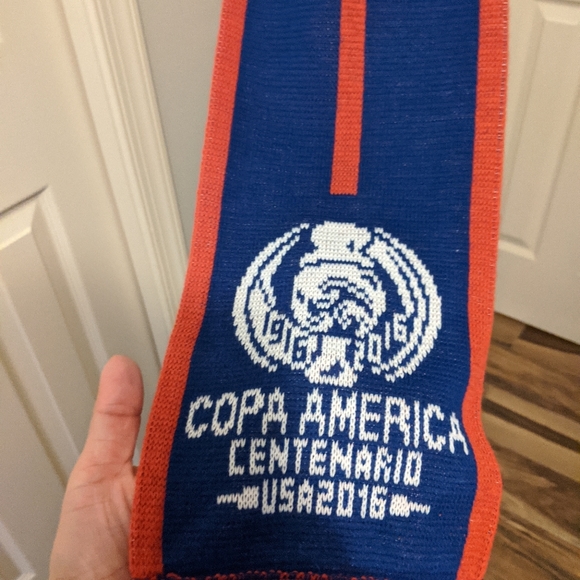 1916 2016
COPA AMERICA
CENTENARIO
USA2016